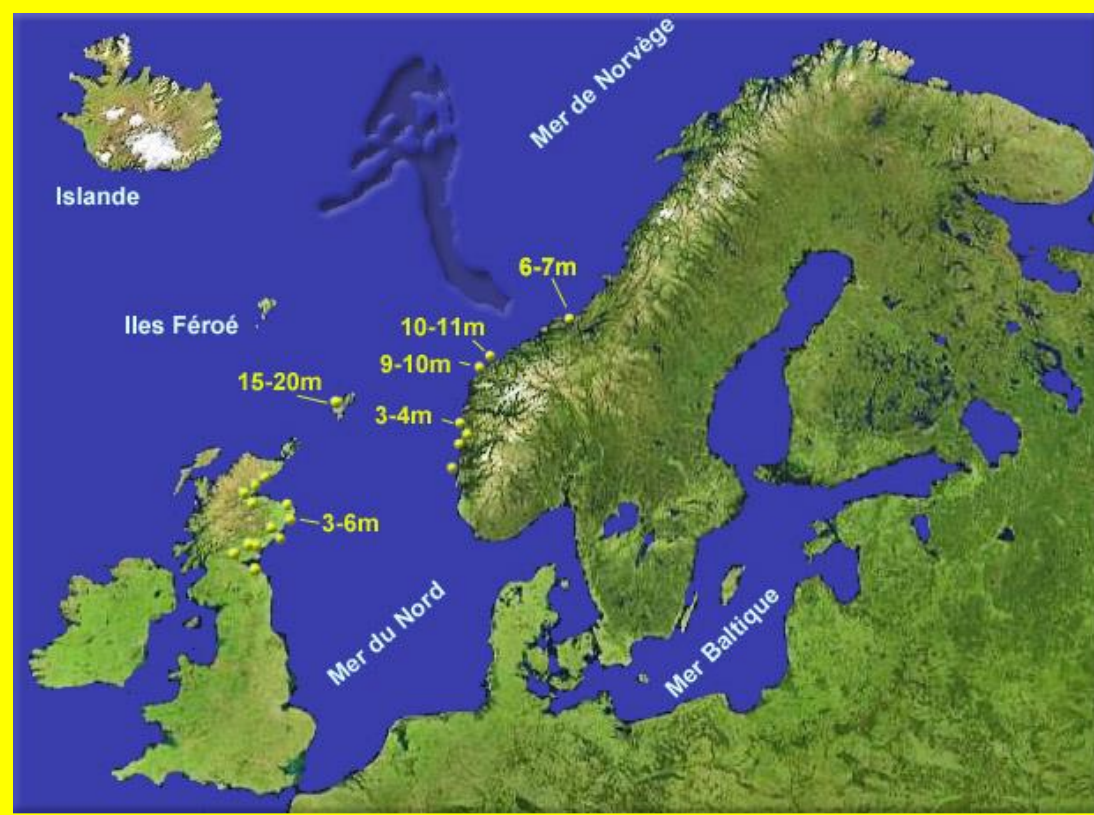 Mer de Norvège
Islande
6-7m
Iles Féroé
10-11m
9-10m
15-20m
3-4m
3-6m
Mer du Nord
Mer Baltique